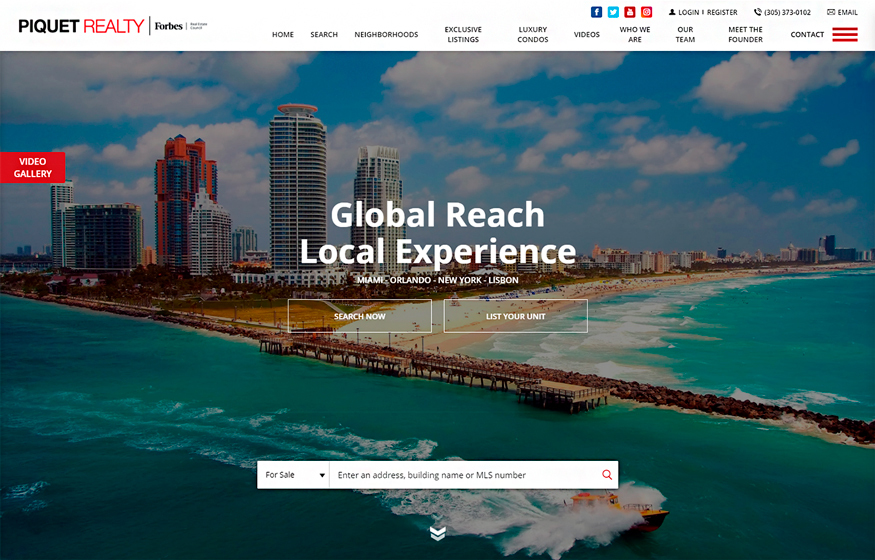 LOGIN | REGISTER
(305) 373-0102
EMAIL
PIQUET REALTY
Forbes
Real Estate
Council
HOME
SEARCH
NEIGHBORHOODS
EXCLUSIVE
LISTINGS
LUXURY
CONDOS
VIDEOS
WHO WE
ARE
OUR
TEAM
MEET THE
FOUNDER
CONTACT
VIDEO
GALLERY
Global Reach
Local Experience
MIAMI - ORLANDO - NEW YORK - LISBON
SEARCH NOW
LIST YOUR UNIT
For Sale
Enter an address, building name or MLS number